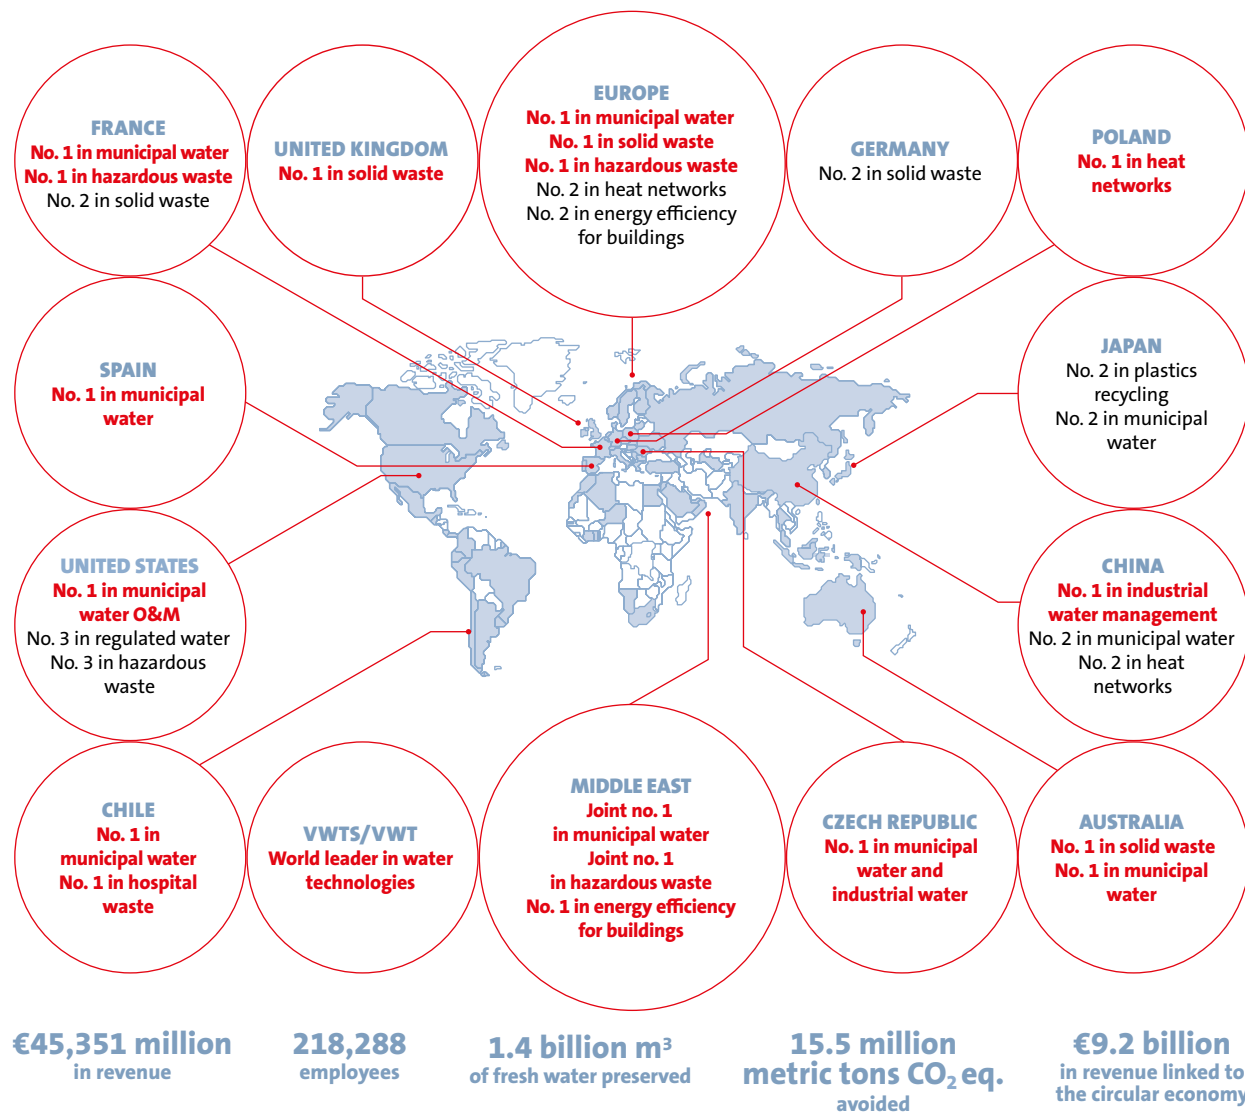 FRANCE
No. 1 in municipal water
No. 1 in hazardous waste
No. 2 in solid waste
UNITED KINGDOM
No. 1 in solid waste
EUROPE
No. 1 in municipal water
No. 1 in solid waste
No. 1 in hazardous waste
No. 2 in heat networks
No. 2 in energy efficiency
for buildings
GERMANY
No. 2 in solid waste
POLAND
No. 1 in heat
networks
SPAIN
No. 1 in municipal
water
JAPAN
No. 2 in plastics
recycling
No. 2 in municipal
water
UNITED STATES
No. 1 in municipal
water O&M
No. 3 in regulated water
No. 3 in hazardous
waste
CHINA
No. 1 in industrial
water management
No. 2 in municipal water
No. 2 in heat
networks
CHILE
No. 1 in
municipal water
No. 1 in hospital
waste
VWTS/VWT
World leader in water
technologies
MIDDLE EAST
Joint no. 1
in municipal water
Joint no. 1
in hazardous waste
No. 1 in energy efficiency
for buildings
CZECH REPUBLIC
No. 1 in municipal
water and
industrial water
AUSTRALIA
No. 1 in solid waste
No. 1 in municipal
water
€45,351 million
in revenue
218,288
employees
1.4 billion m³
of fresh water preserved
15.5 million
metric tons CO₂ eq.
avoided
€9.2 billion
in revenue linked to
the circular economy